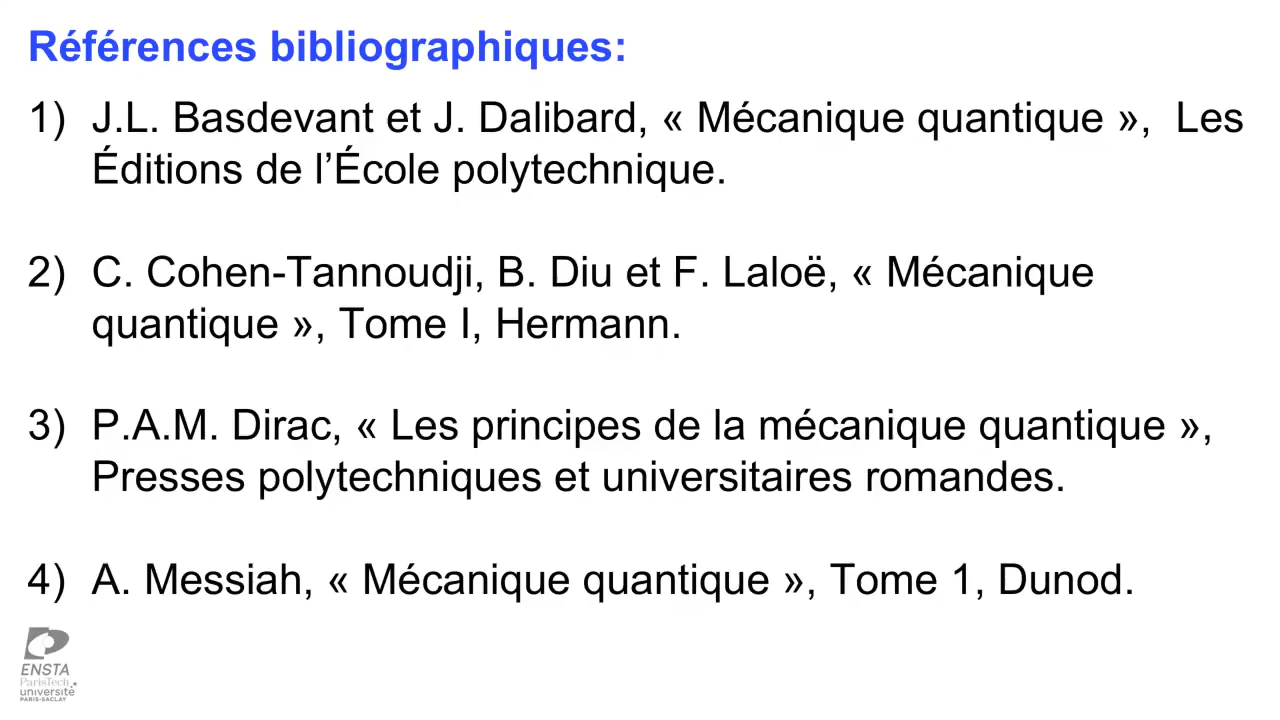 Références bibliographiques:
1) J.L. Basdevant et J. Dalibard, « Mécanique quantique », Les
Éditions de l’École polytechnique.
2) C. Cohen-Tannoudji, B. Diu et F. Laloë, « Mécanique
quantique », Tome I, Hermann.
3) P.A.M. Dirac, « Les principes de la mécanique quantique »,
Presses polytechniques et universitaires romandes.
4) A. Messiah, « Mécanique quantique », Tome 1, Dunod.
ENSTA
ParisTech
université
PARIS-SACLAY